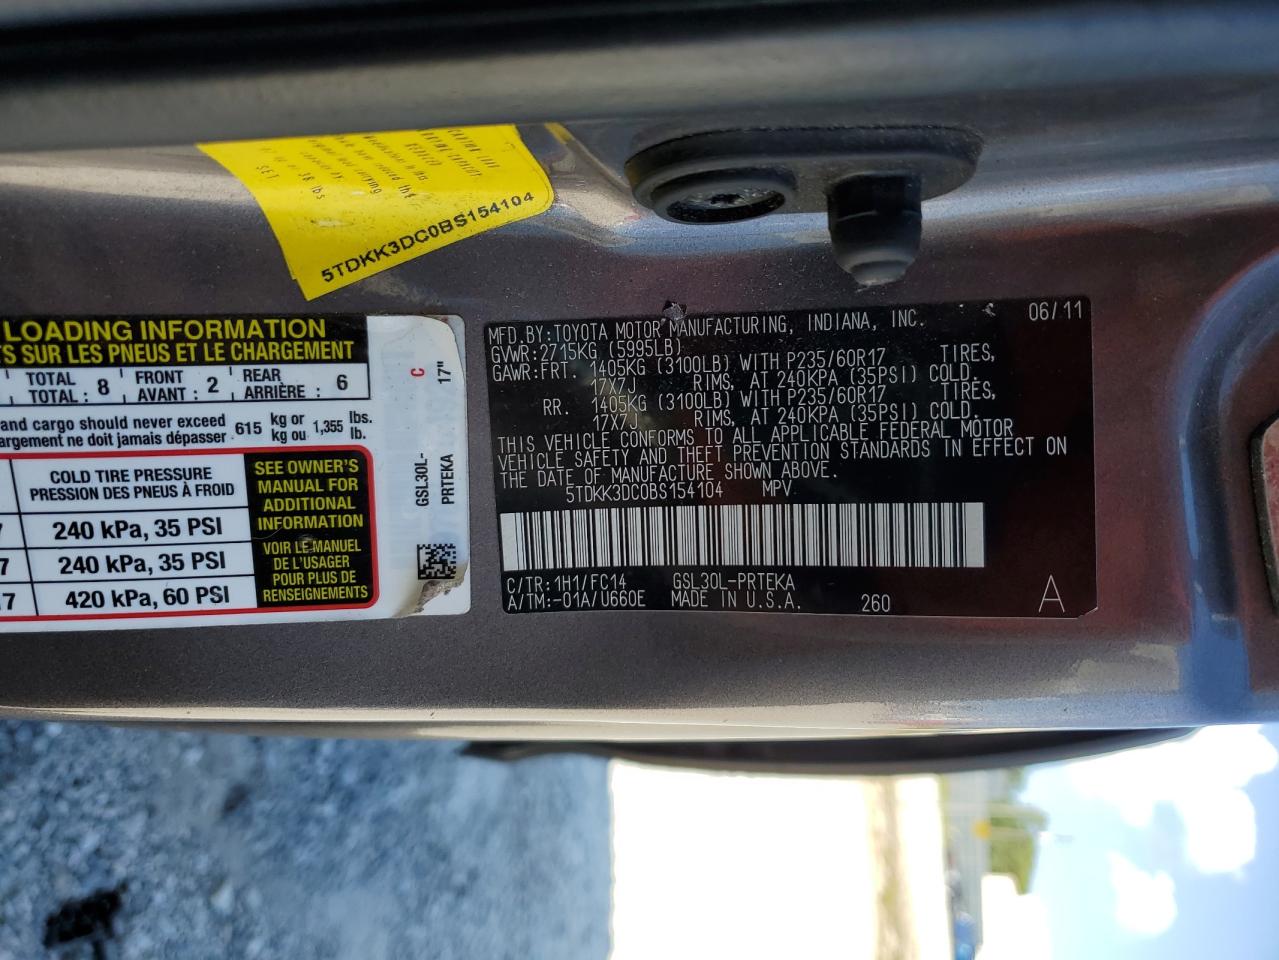 38 lbs
SET
5TDKK3DC0BS154104
LOADING INFORMATION
SUR LES PNEUS ET LE CHARGEMENT
TOTAL : 8 FRONT 2 REAR 6
TOTAL : AVANT : ARRIÈRE :
and cargo should never exceed 615 kg or 1,355 lbs.
ne doit jamais dépasser kg ou lb.
COLD TIRE PRESSURE
PRESSION DES PNEUS À FROID
240 kPa, 35 PSI
240 kPa, 35 PSI
420 kPa, 60 PSI
SEE OWNER'S
MANUAL FOR
ADDITIONAL
INFORMATION
VOIR LE MANUEL
DE L'USAGER
POUR PLUS DE
RENSEIGNEMENTS
C 17"
GSL30L-
PRTEKA
06/11
MFD. BY: TOYOTA MOTOR MANUFACTURING, INDIANA, INC.
GVWR: 2715KG (5995LB)
GAWR: FRT. 1405KG (3100LB) WITH P235/60R17 TIRES,
17X7J RIMS, AT 240KPA (35PSI) COLD.
RR. 1405KG (3100LB) WITH P235/60R17 TIRES,
17X7J RIMS, AT 240KPA (35PSI) COLD.
THIS VEHICLE CONFORMS TO ALL APPLICABLE FEDERAL MOTOR
VEHICLE SAFETY AND THEFT PREVENTION STANDARDS IN EFFECT ON
THE DATE OF MANUFACTURE SHOWN ABOVE.
5TDKK3DC0BS154104 MPV
C/TR: 1H1/FC14 GSL30L-PRTEKA
A/TM:-01A/U660E MADE IN U.S.A. 260 A